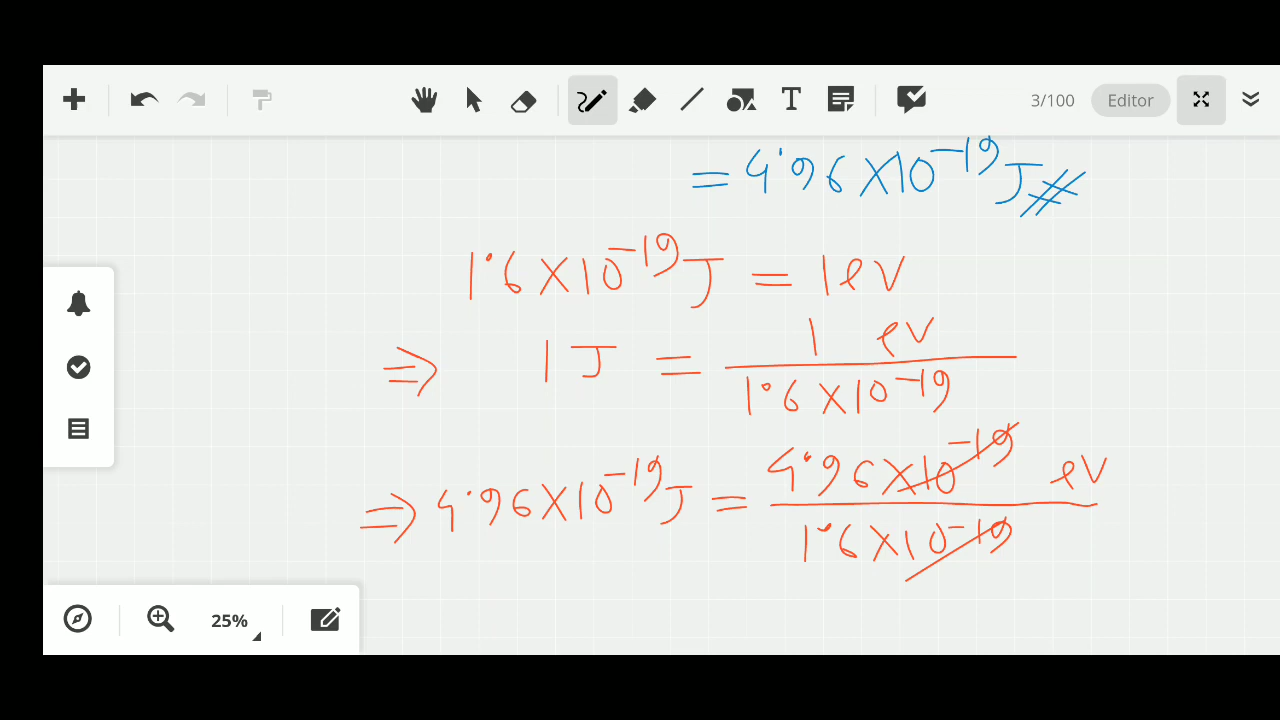 3/100 Editor
= 4.96 × 10⁻¹⁹ J
1.6 × 10⁻¹⁹ J = 1 ev
⇒ 1 J = 1 ev / 1.6 × 10⁻¹⁹
⇒ 4.96 × 10⁻¹⁹ J = 4.96 × 10⁻¹⁹ ev / 1.6 × 10⁻¹⁹
25%